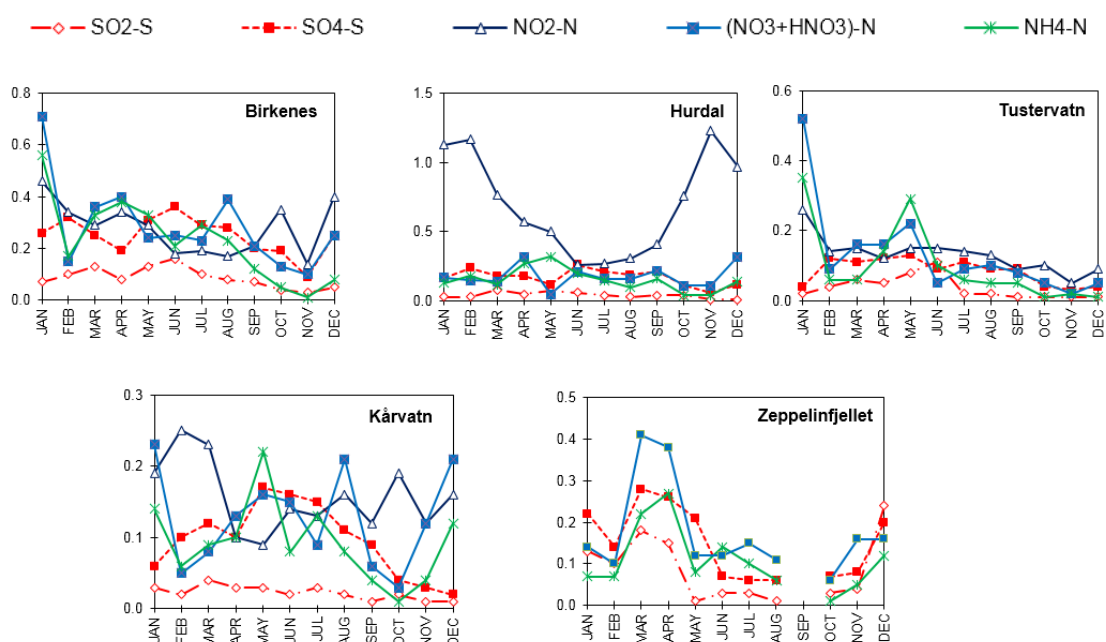 SO2-S SO4-S NO2-N (NO3+HNO3)-N NH4-N
Birkenes
0.8
0.6
0.4
0.2
0.0
JAN FEB MAR APR MAY JUN JUL AUG SEP OCT NOV DEC
Hurdal
1.5
1.0
0.5
0.0
JAN FEB MAR APR MAY JUN JUL AUG SEP OCT NOV DEC
Tustervatn
0.6
0.4
0.2
0.0
JAN FEB MAR APR MAY JUN JUL AUG SEP OCT NOV DEC
Kårvatn
0.3
0.2
0.1
0.0
JAN FEB MAR APR MAY JUN JUL AUG SEP OCT NOV DEC
Zeppelinfjellet
0.5
0.4
0.3
0.2
0.1
0.0
JAN FEB MAR APR MAY JUN JUL AUG SEP OCT NOV DEC